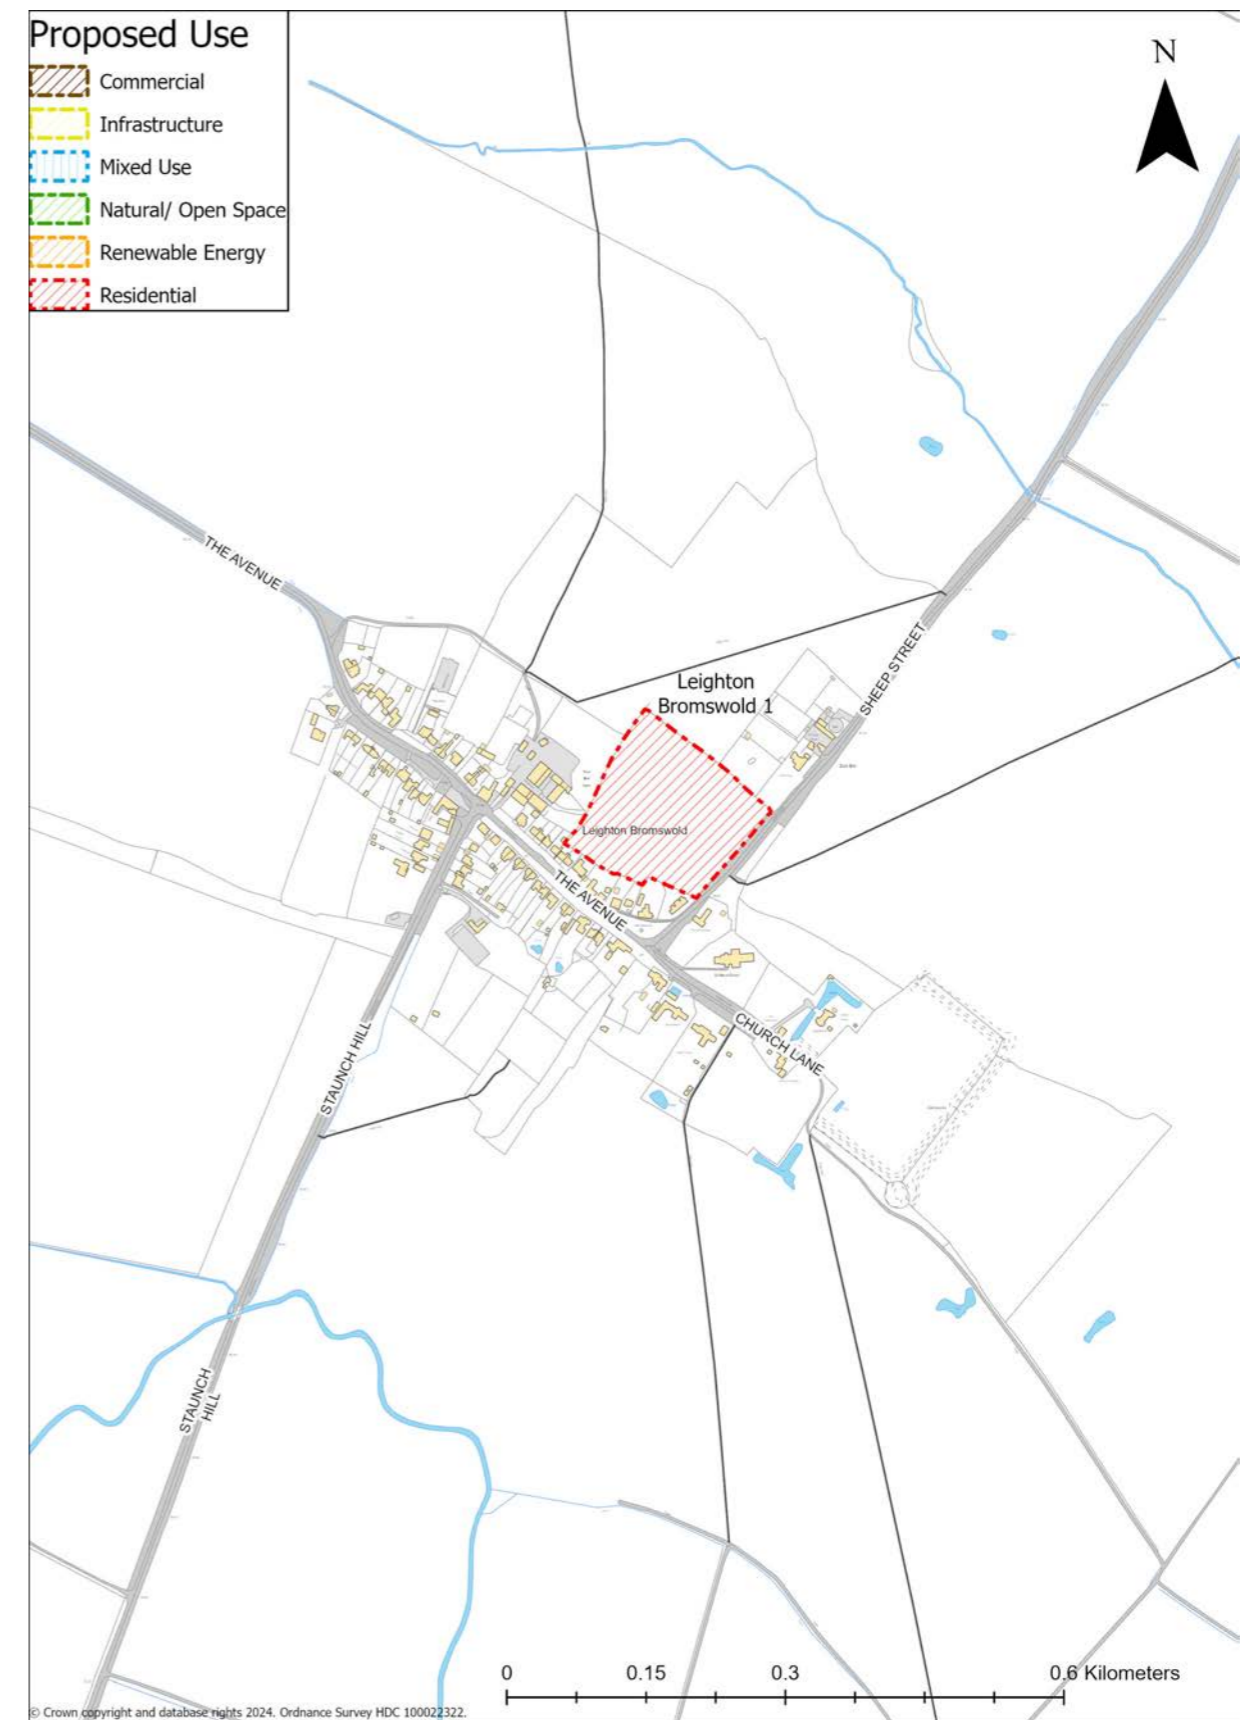 Proposed Use
Commercial
Infrastructure
Mixed Use
Natural/ Open Space
Renewable Energy
Residential
N
THE AVENUE
SHEEP STREET
Leighton
Bromswold 1
Leighton Bromswold
THE AVENUE
CHURCH LANE
STAUNCH HILL
STAUNCH
HILL
0 0.15 0.3 0.6 Kilometers
© Crown copyright and database rights 2024. Ordnance Survey HDC 100022322.